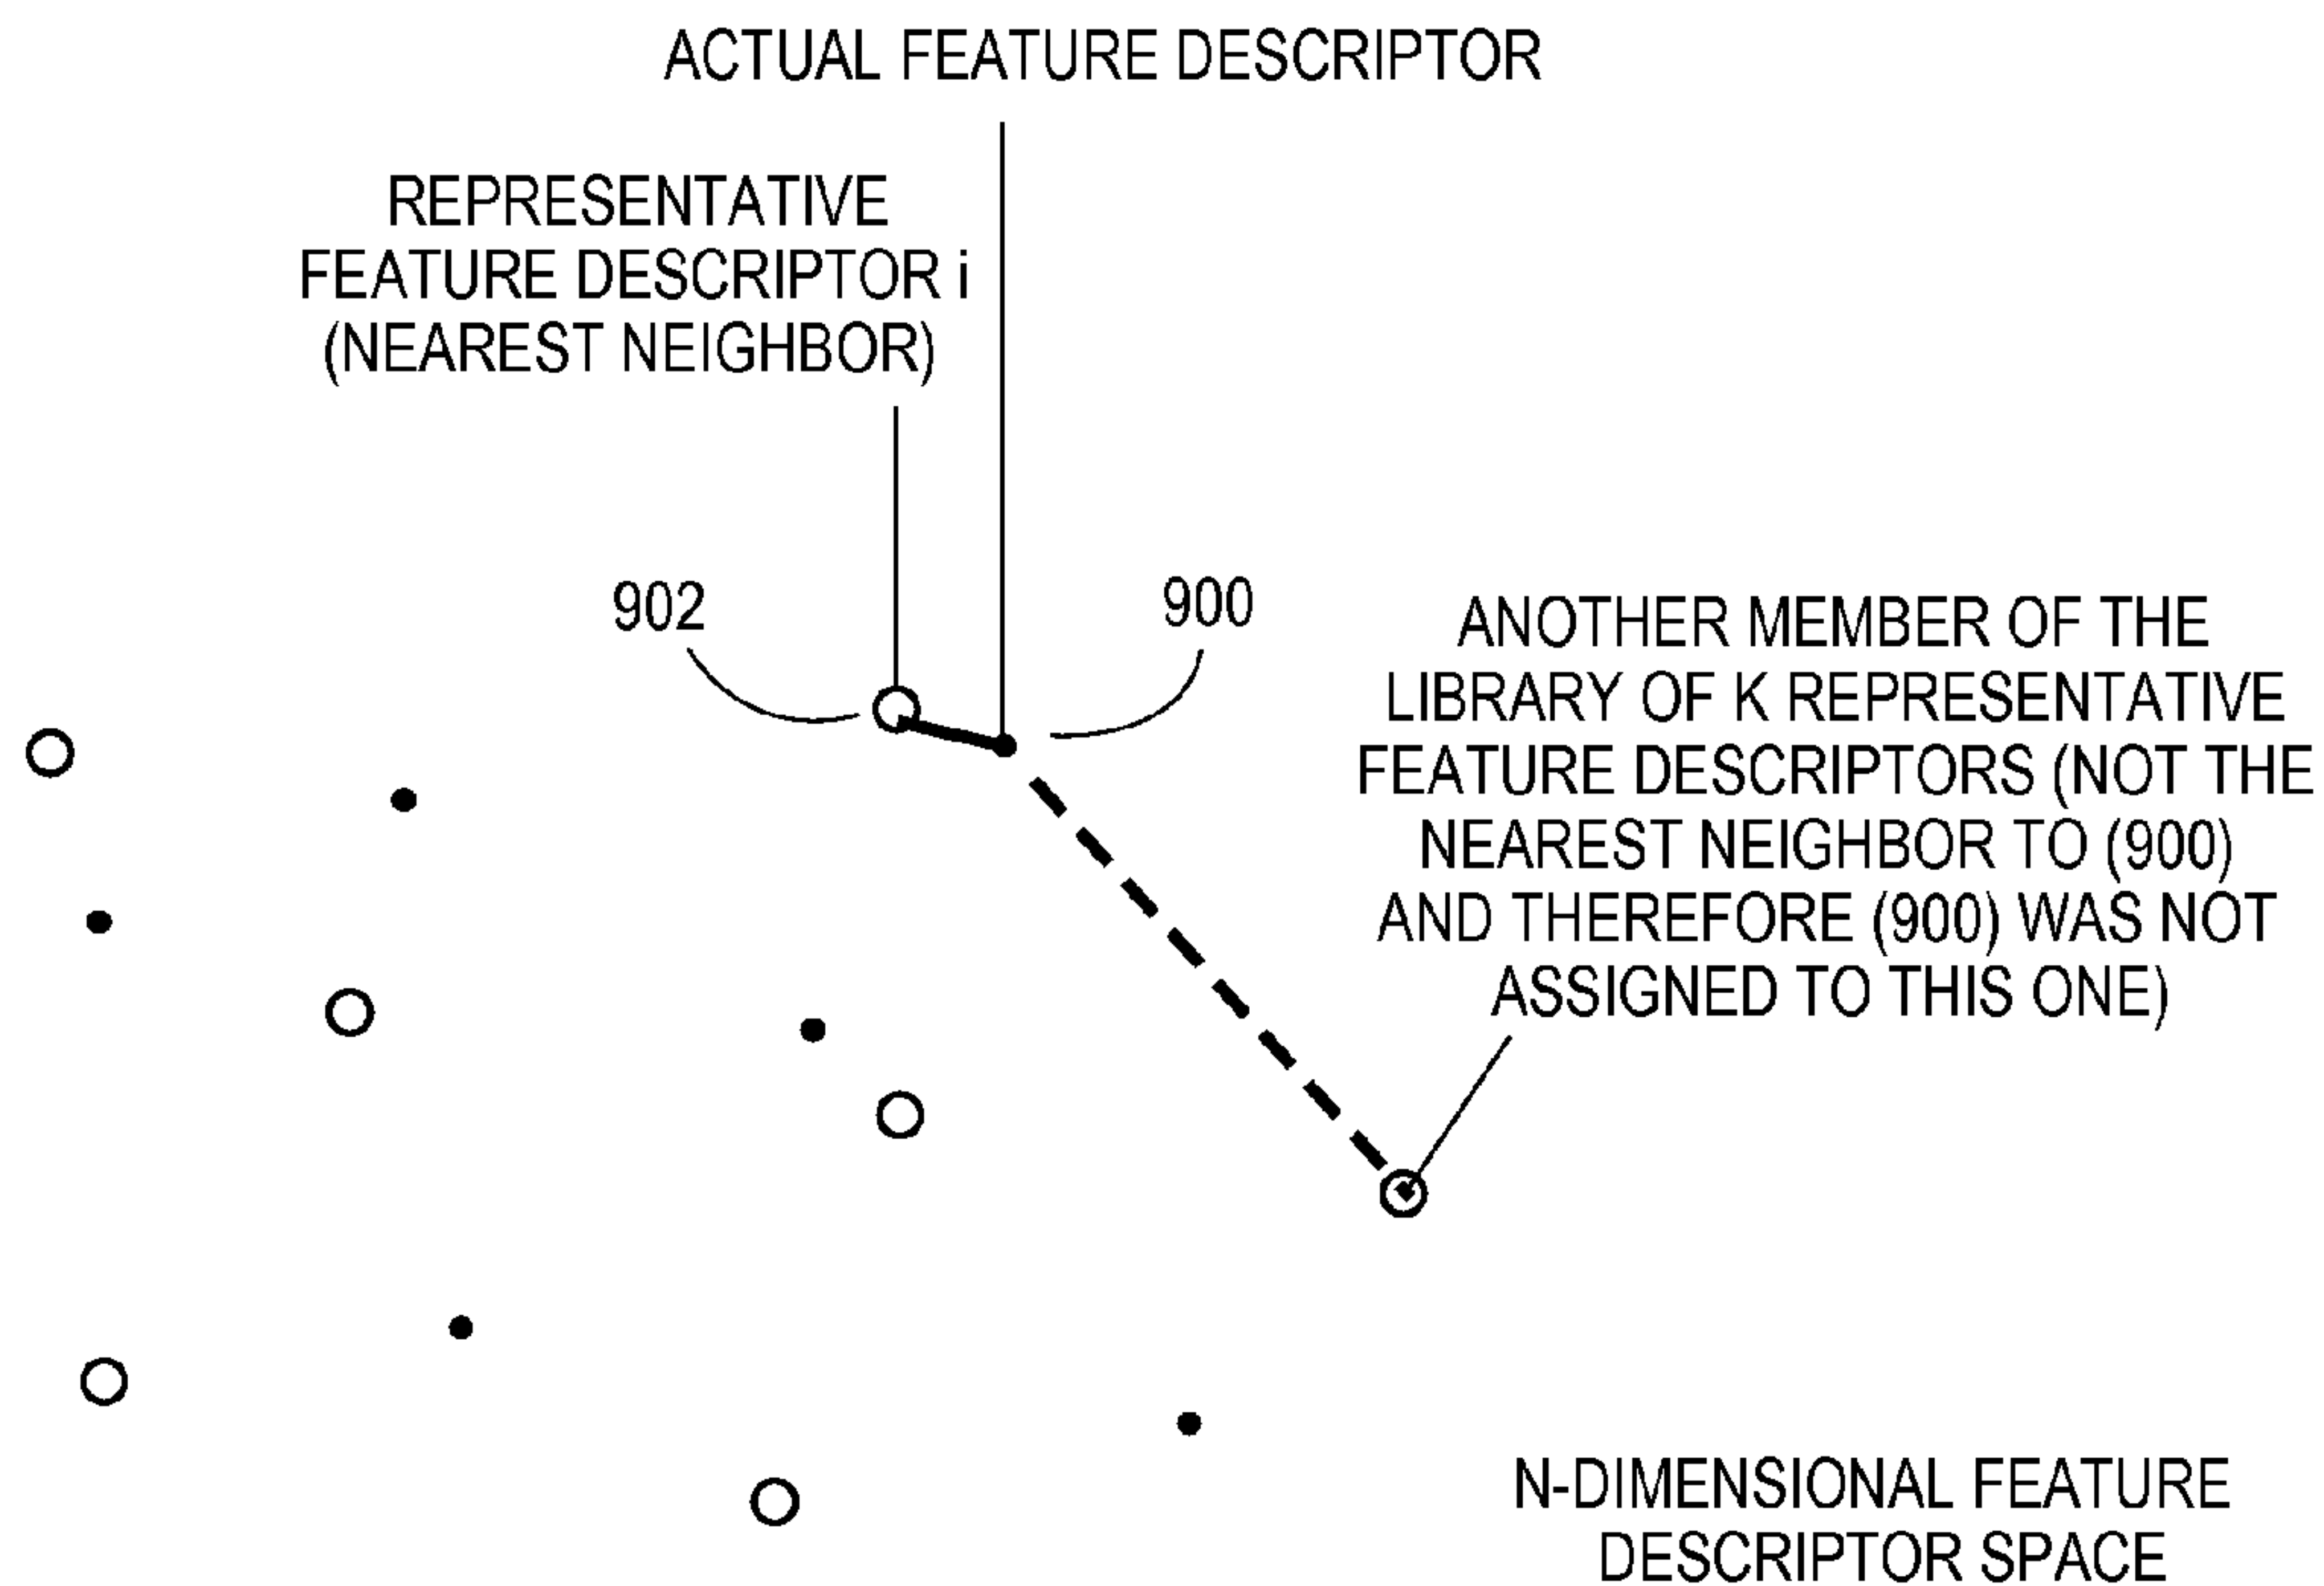 ACTUAL FEATURE DESCRIPTOR
REPRESENTATIVE
FEATURE DESCRIPTOR i
(NEAREST NEIGHBOR)
902
900
ANOTHER MEMBER OF THE
LIBRARY OF K REPRESENTATIVE
FEATURE DESCRIPTORS (NOT THE
NEAREST NEIGHBOR TO (900)
AND THEREFORE (900) WAS NOT
ASSIGNED TO THIS ONE)
N-DIMENSIONAL FEATURE
DESCRIPTOR SPACE